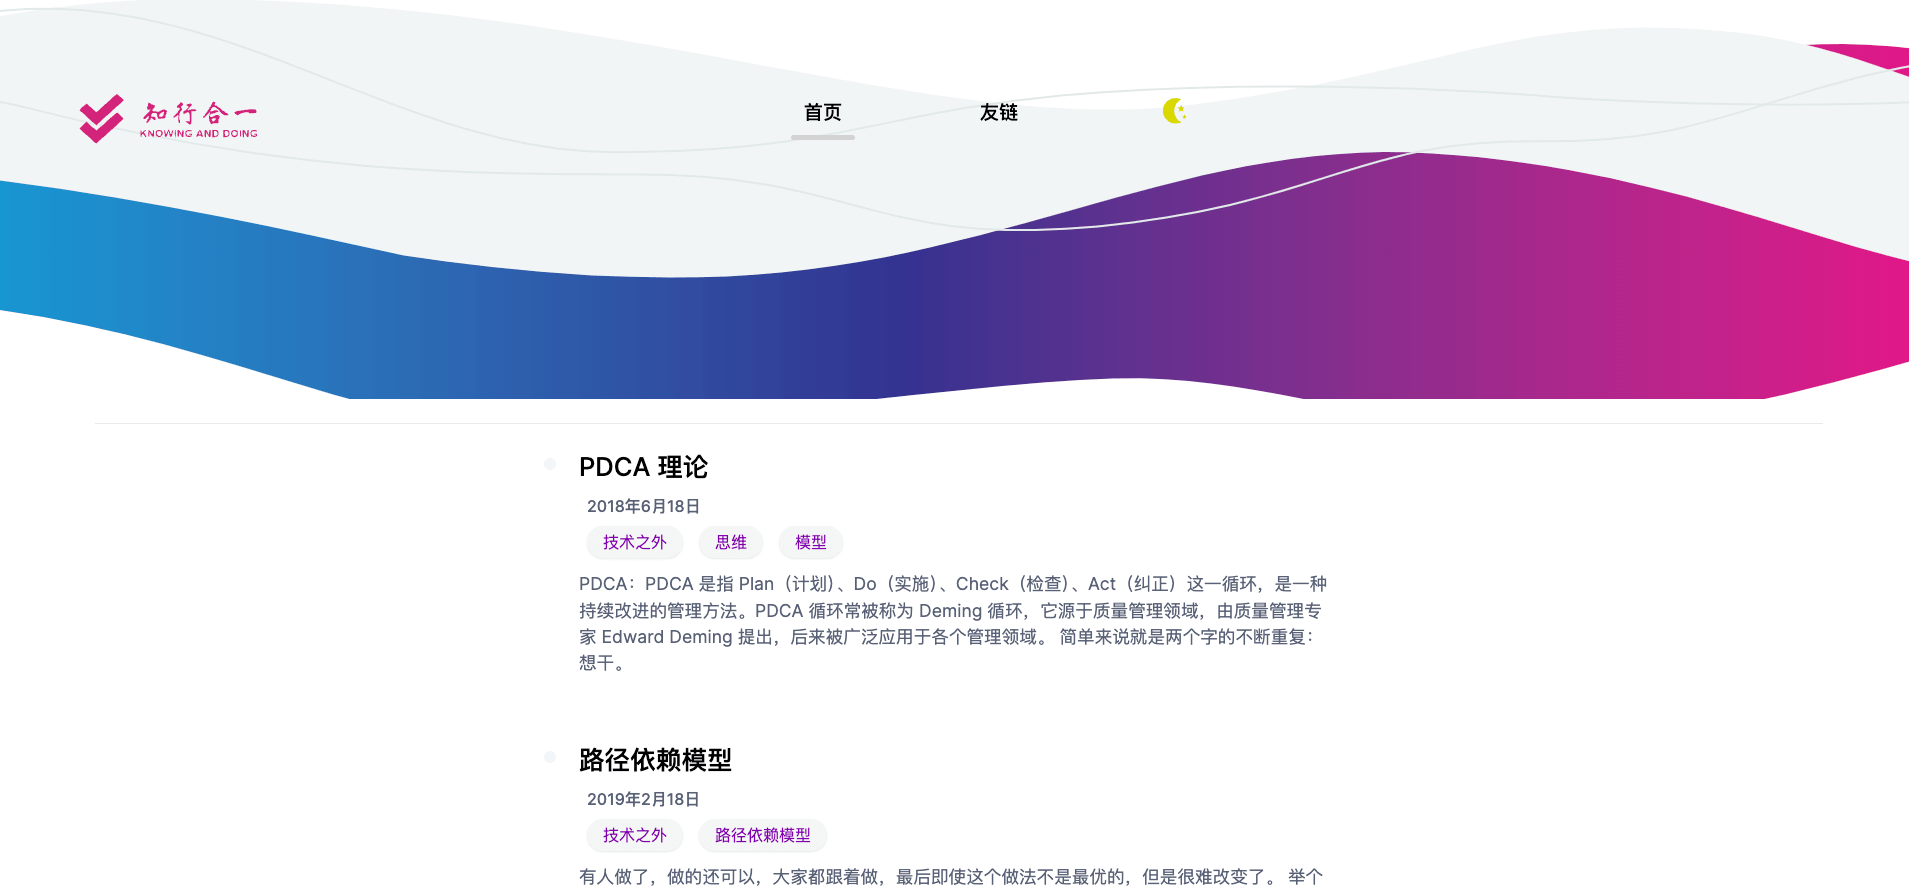 知行合一
KNOWING AND DOING
首页
友链
PDCA 理论
2018年6月18日
技术之外
思维
模型
PDCA：PDCA 是指 Plan（计划）、Do（实施）、Check（检查）、Act（纠正）这一循环，是一种
持续改进的管理方法。PDCA 循环常被称为 Deming 循环，它源于质量管理领域，由质量管理专
家 Edward Deming 提出，后来被广泛应用于各个管理领域。 简单来说就是两个字的不断重复：
想干。
路径依赖模型
2019年2月18日
技术之外
路径依赖模型
有人做了，做的还可以，大家都跟着做，最后即使这个做法不是最优的，但是很难改变了。 举个